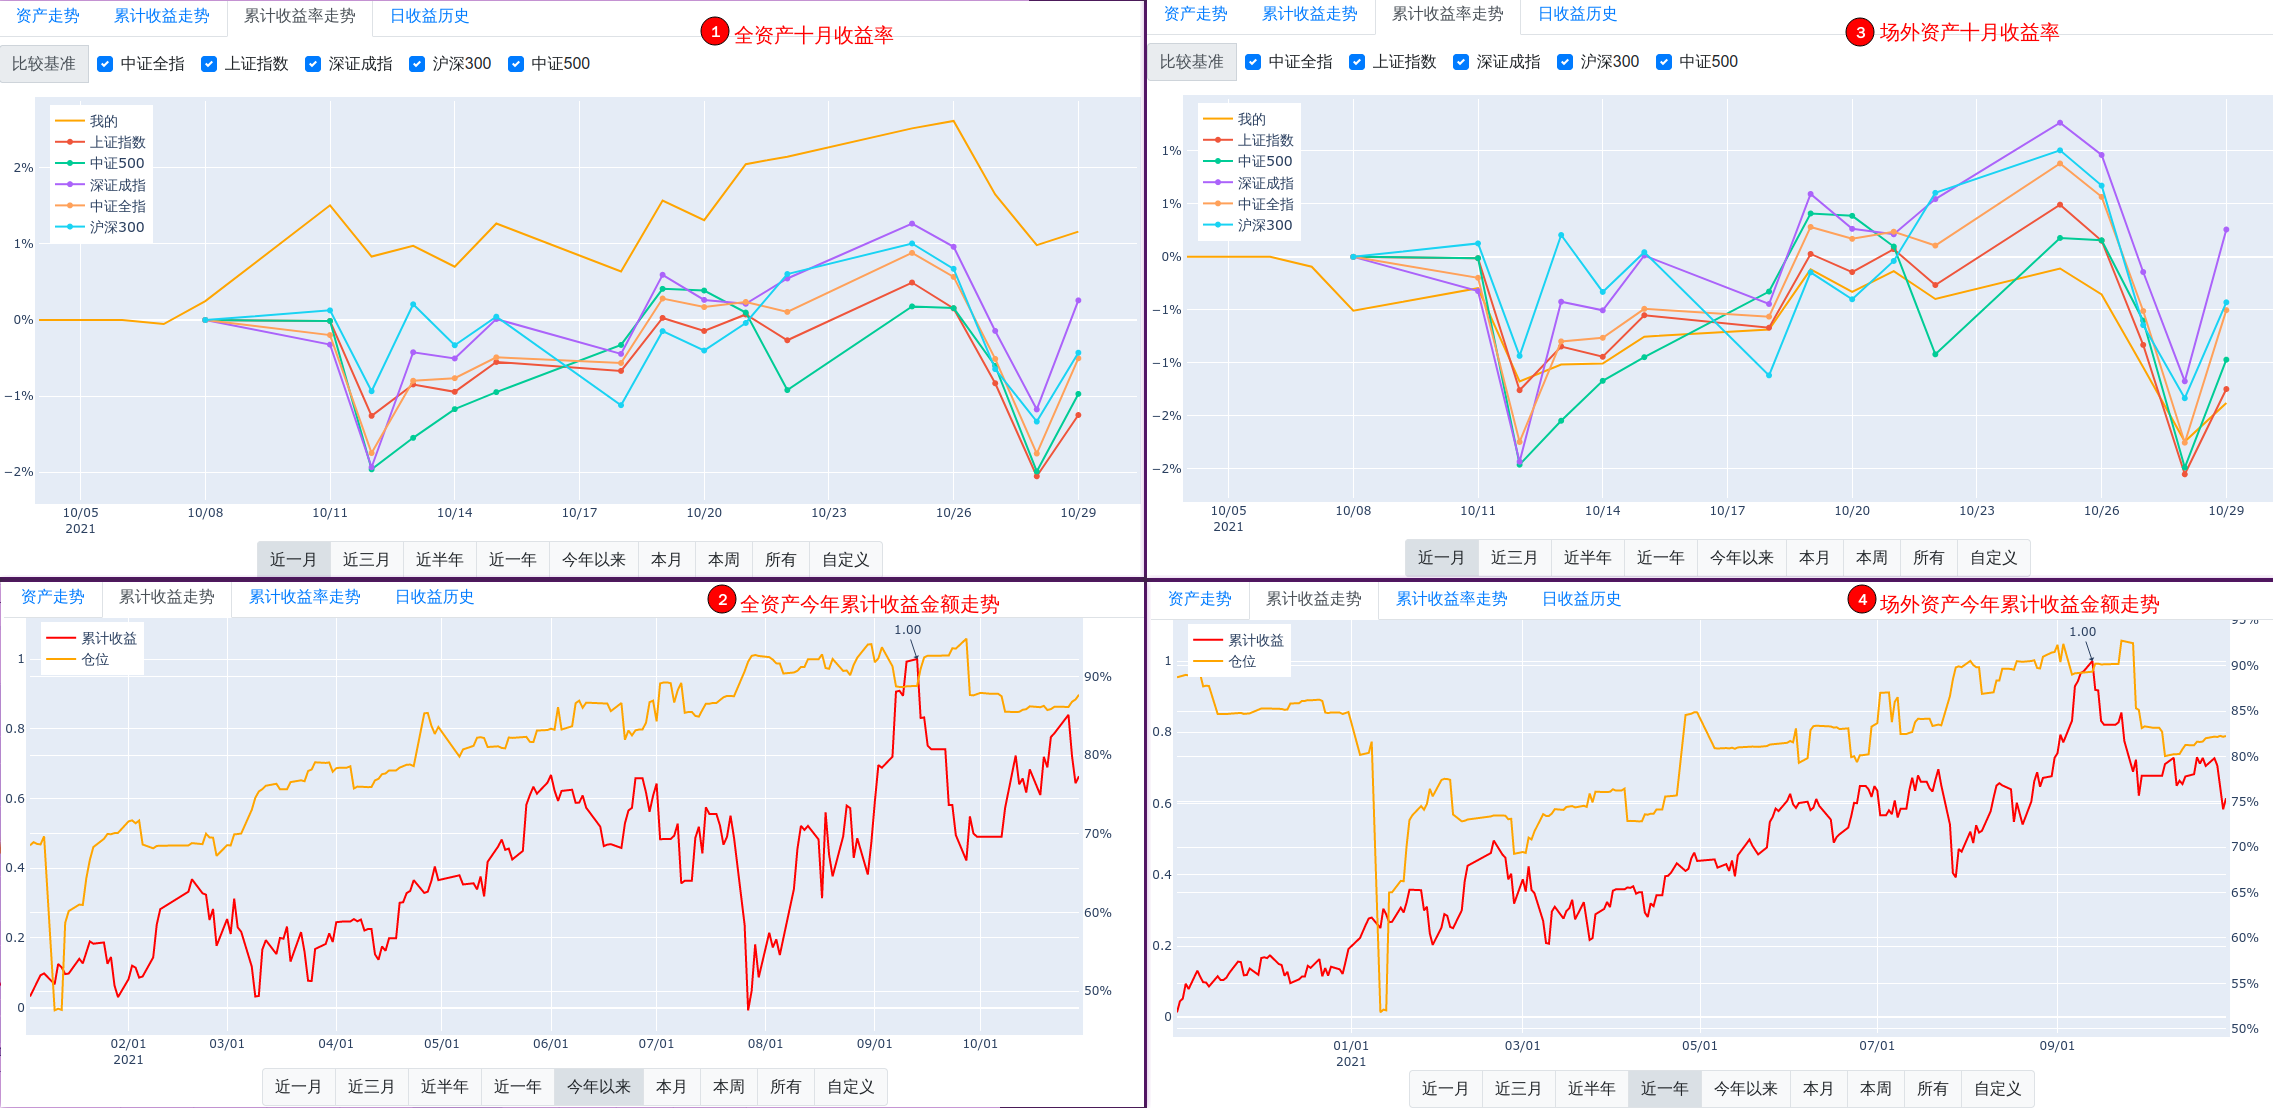 资产走势 累计收益走势 累计收益率走势 日收益历史
1 全资产十月收益率
比较基准 中证全指 上证指数 深证成指 沪深300 中证500
我的
上证指数
中证500
深证成指
中证全指
沪深300
2%
1%
0%
−1%
−2%
10/05 10/08 10/11 10/14 10/17 10/20 10/23 10/26 10/29
2021
近一月 近三月 近半年 近一年 今年以来 本月 本周 所有 自定义
资产走势 累计收益走势 累计收益率走势 日收益历史
3 场外资产十月收益率
比较基准 中证全指 上证指数 深证成指 沪深300 中证500
我的
上证指数
中证500
深证成指
中证全指
沪深300
1%
1%
0%
−1%
−1%
−2%
−2%
10/05 10/08 10/11 10/14 10/17 10/20 10/23 10/26 10/29
2021
近一月 近三月 近半年 近一年 今年以来 本月 本周 所有 自定义
资产走势 累计收益走势 累计收益率走势 日收益历史
2 全资产今年累计收益金额走势
累计收益
仓位
1.00
1
0.8
0.6
0.4
0.2
0
90%
80%
70%
60%
50%
02/01 03/01 04/01 05/01 06/01 07/01 08/01 09/01 10/01
2021
近一月 近三月 近半年 近一年 今年以来 本月 本周 所有 自定义
资产走势 累计收益走势 累计收益率走势 日收益历史
4 场外资产今年累计收益金额走势
累计收益
仓位
1.00
1
0.8
0.6
0.4
0.2
0
95%
90%
85%
80%
75%
70%
65%
60%
55%
50%
01/01 03/01 05/01 07/01 09/01
2021
近一月 近三月 近半年 近一年 今年以来 本月 本周 所有 自定义